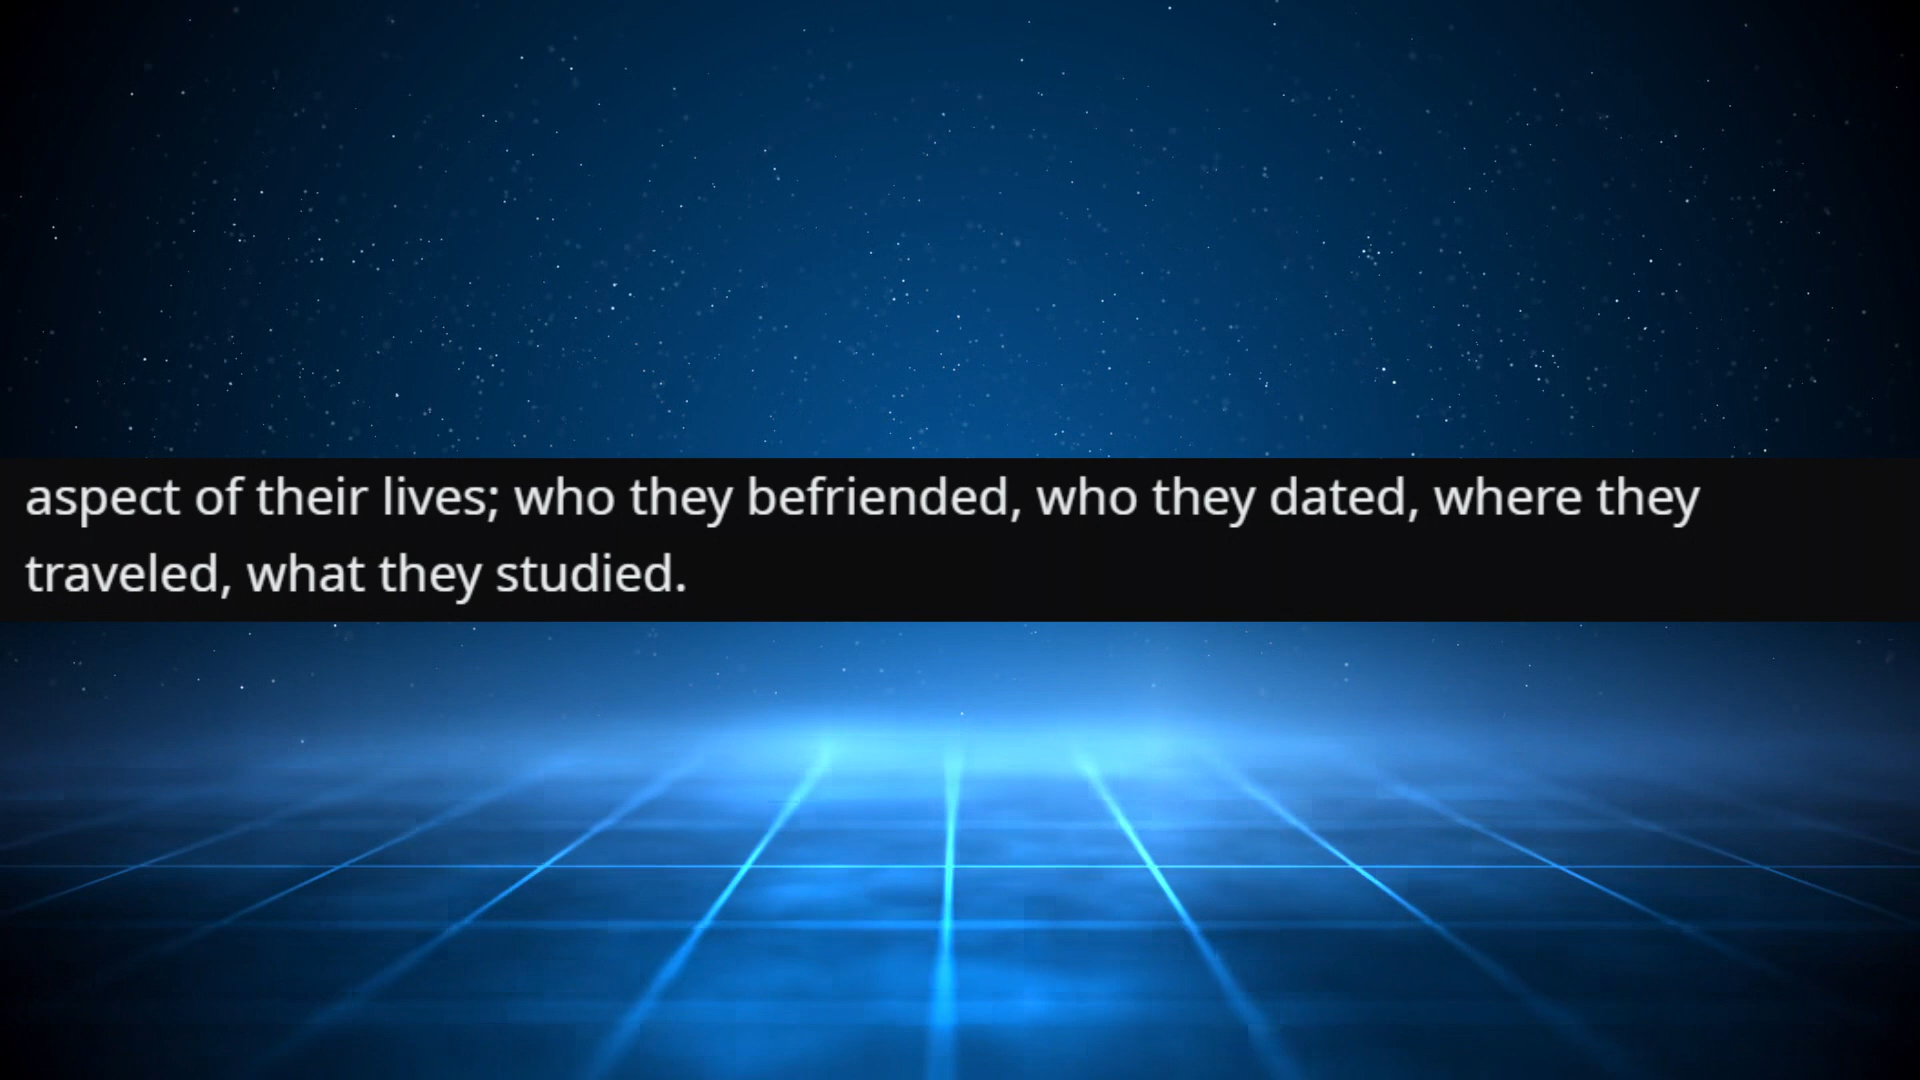 aspect of their lives; who they befriended, who they dated, where they
traveled, what they studied.